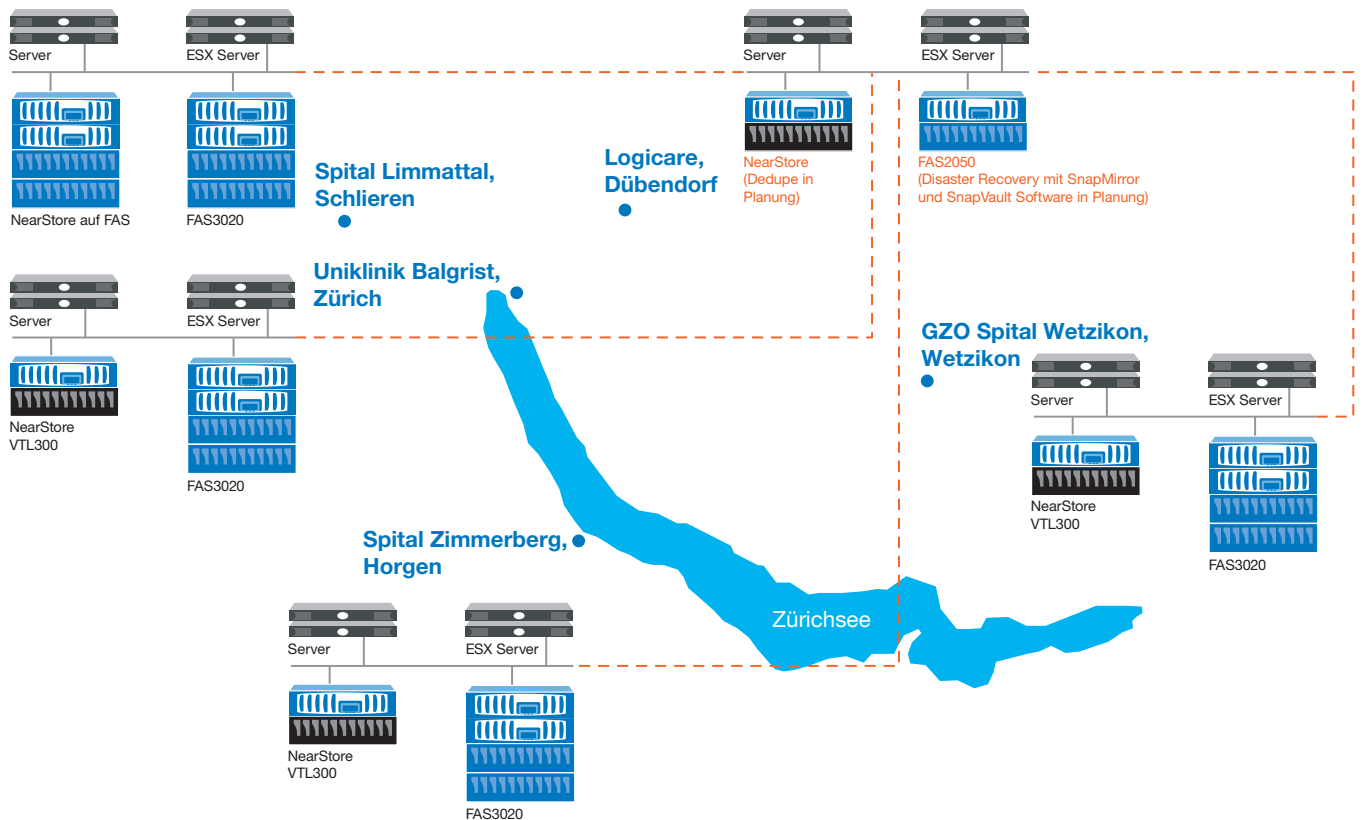 Server
ESX Server
NearStore auf FAS
FAS3020
Spital Limmattal,
Schlieren
Logicare,
Dübendorf
Server
ESX Server
NearStore
(Dedupe in
Planung)
FAS2050
(Disaster Recovery mit SnapMirror
und SnapVault Software in Planung)
Uniklinik Balgrist,
Zürich
Server
ESX Server
NearStore
VTL300
FAS3020
GZO Spital Wetzikon,
Wetzikon
Server
ESX Server
NearStore
VTL300
FAS3020
Spital Zimmerberg,
Horgen
Zürichsee
Server
ESX Server
NearStore
VTL300
FAS3020